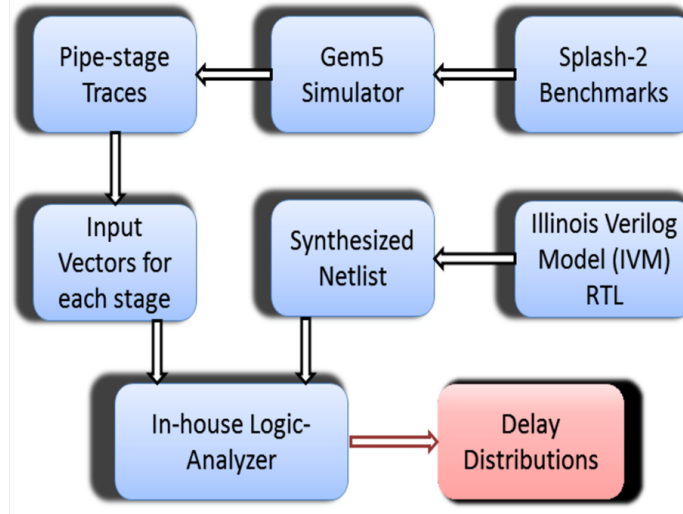 Pipe-stage
Traces
Gem5
Simulator
Splash-2
Benchmarks
Input
Vectors for
each stage
Synthesized
Netlist
Illinois Verilog
Model (IVM)
RTL
In-house Logic-
Analyzer
Delay
Distributions